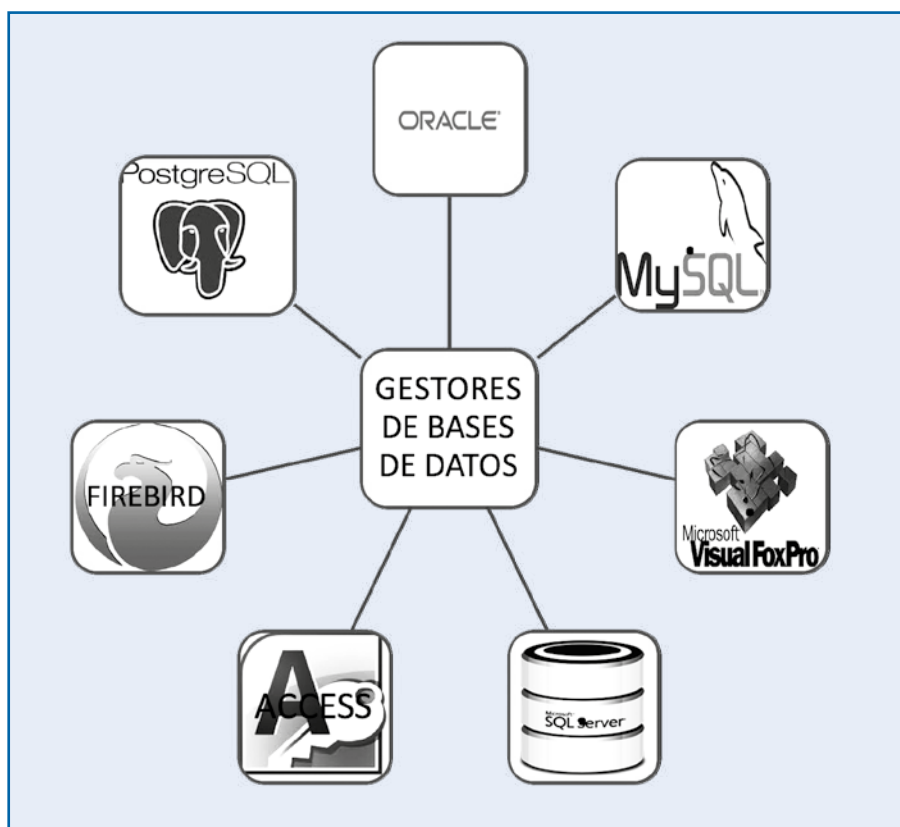 ORACLE
PostgreSQL
MySQL
GESTORES
DE BASES
DE DATOS
FIREBIRD
Microsoft
Visual FoxPro
ACCESS
Microsoft
SQL Server